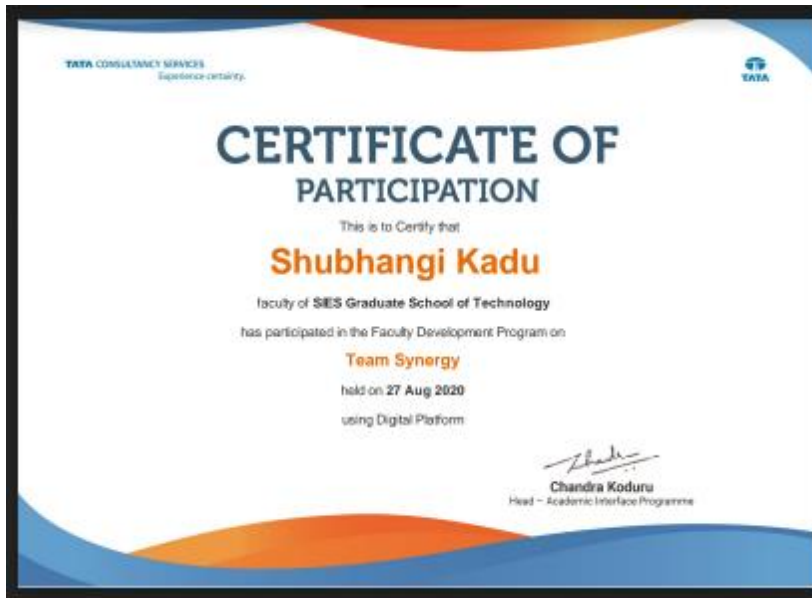 TATA CONSULTANCY SERVICES
Experience certainty.
TATA
CERTIFICATE OF
PARTICIPATION
This is to Certify that
Shubhangi Kadu
faculty of SIES Graduate School of Technology
has participated in the Faculty Development Program on
Team Synergy
held on 27 Aug 2020
using Digital Platform
Chandra Koduru
Head – Academic Interface Programme